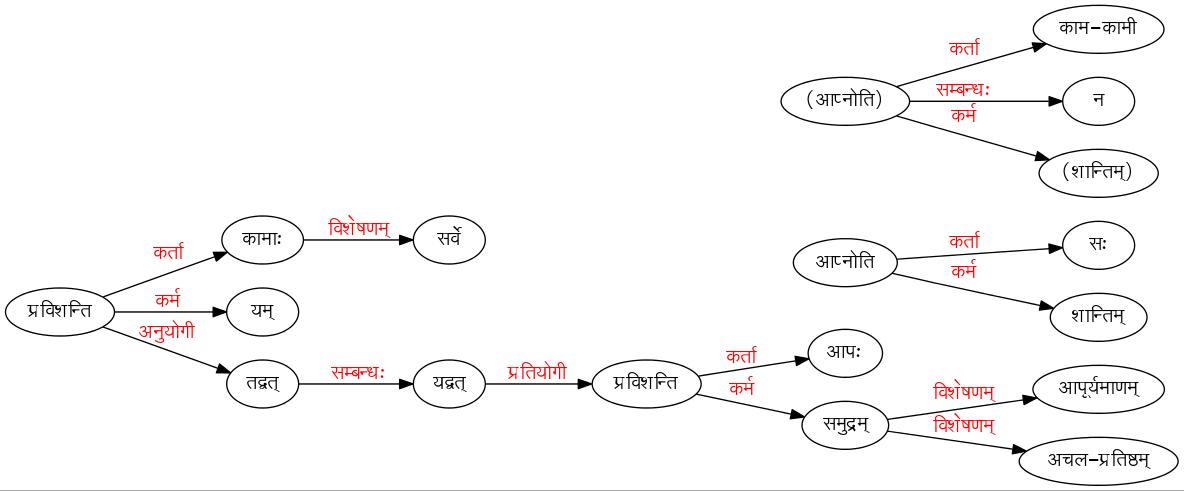 काम-कामी
कर्ता
(आप्नोति)
सम्बन्धः
न
कर्म
(शान्तिम्)
कामाः
विशेषणम्
सर्वे
कर्ता
प्रविशन्ति
कर्म
यम्
अनुयोगी
तद्वत्
सम्बन्धः
यद्वत्
प्रतियोगी
प्रविशन्ति
कर्ता
आपः
कर्म
समुद्रम्
विशेषणम्
आपूर्यमाणम्
विशेषणम्
अचल-प्रतिष्ठम्
आप्नोति
कर्ता
सः
कर्म
शान्तिम्